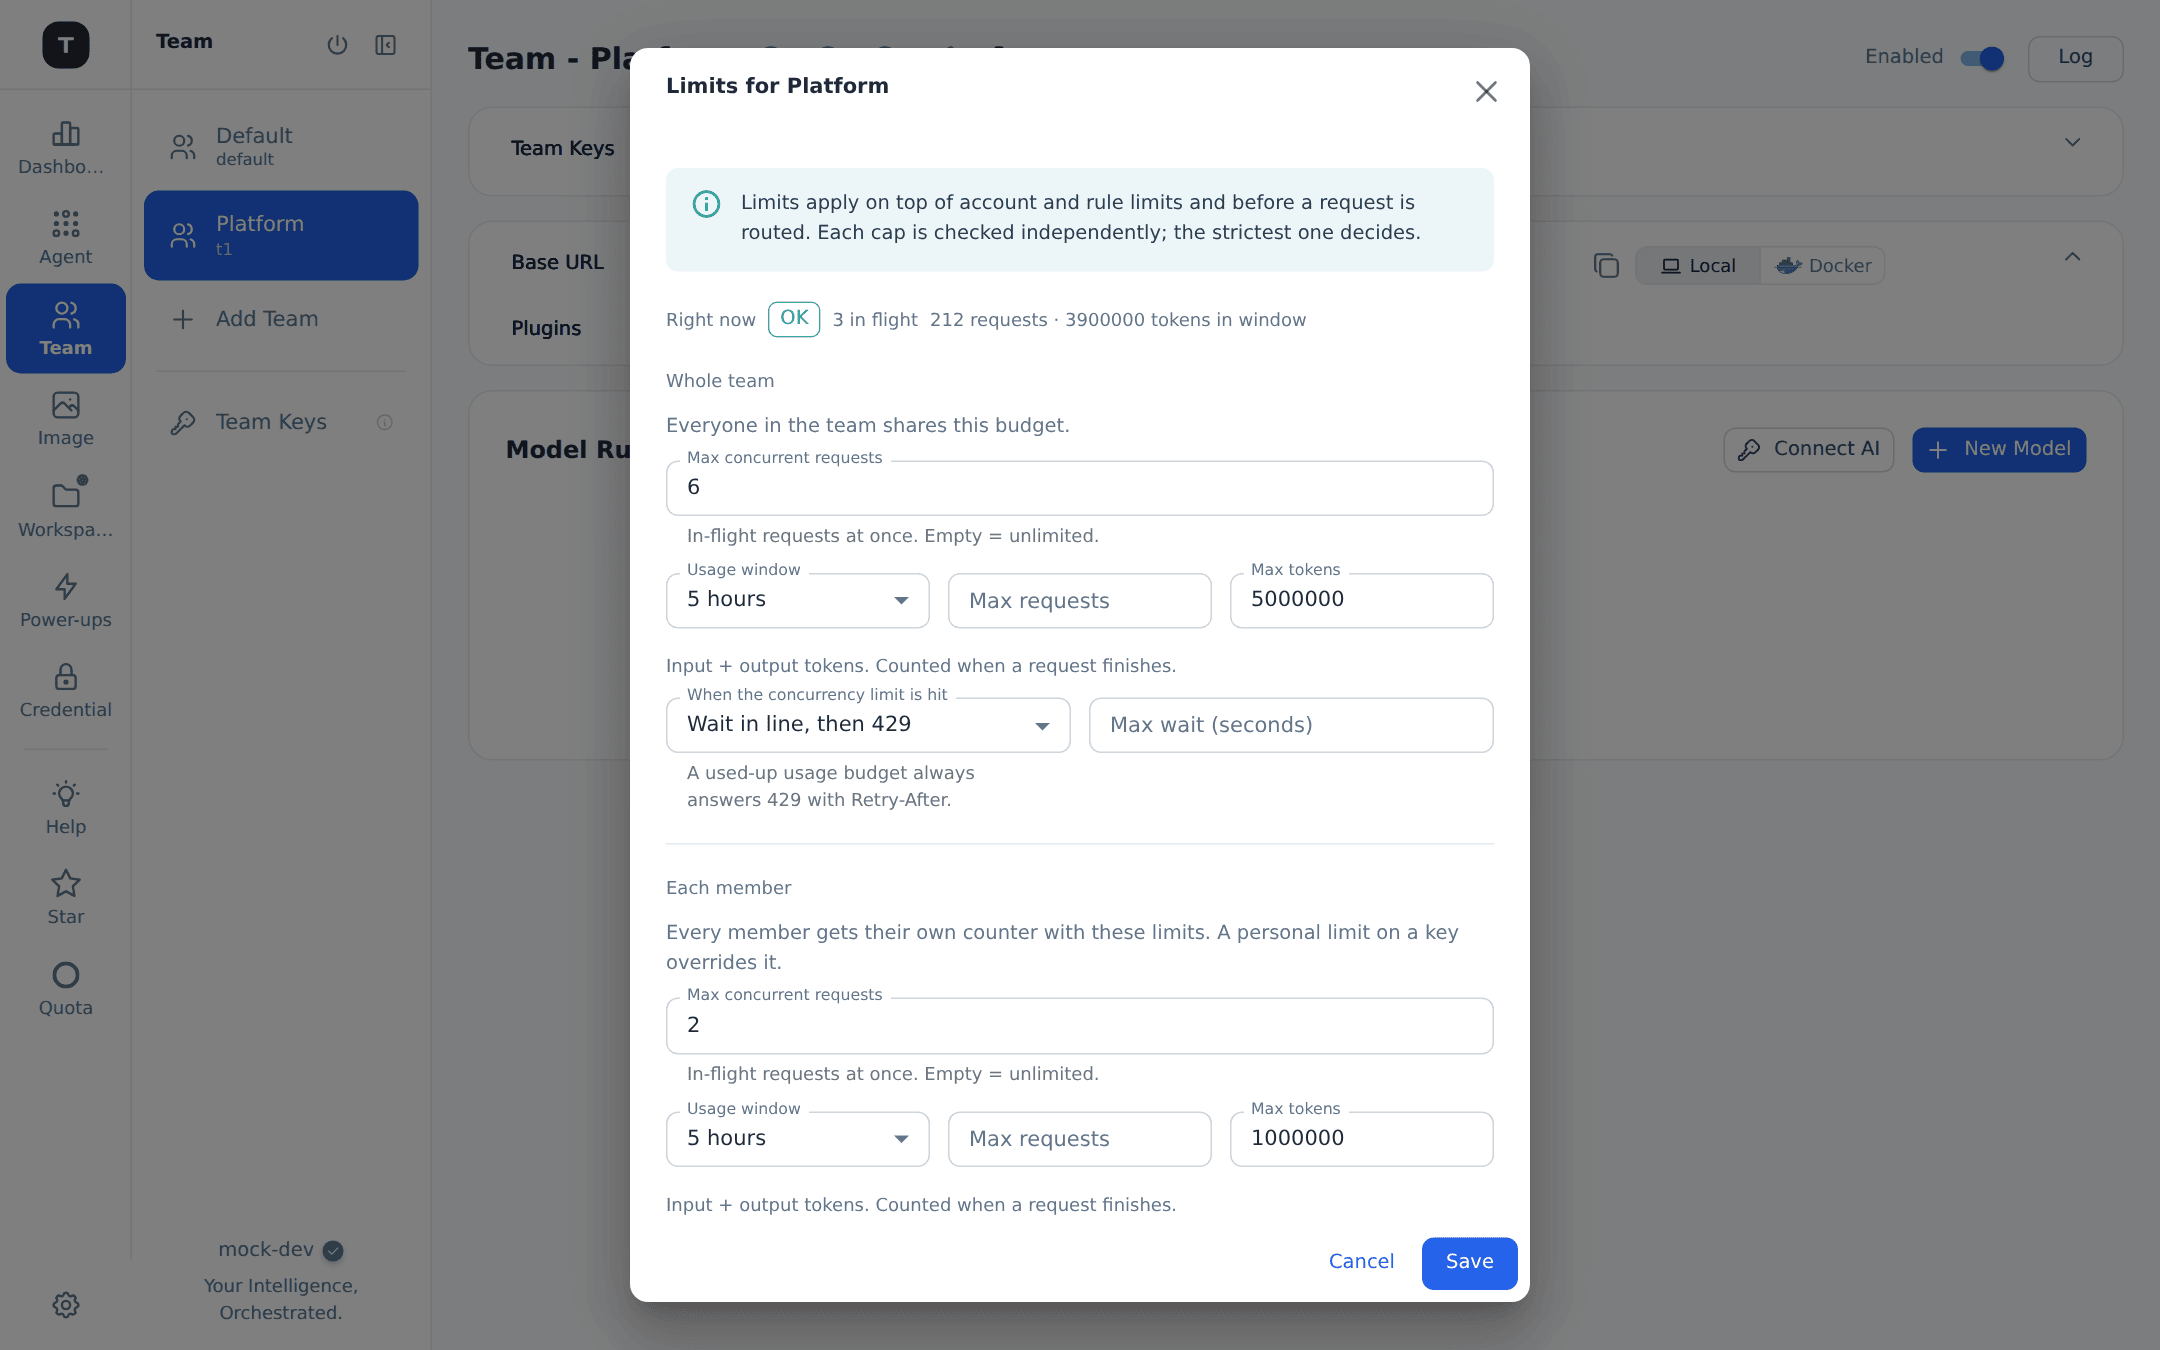 T
Team
Dashbo...
Agent
Team
Image
Workspa...
Power-ups
Credential
Help
Star
Quota
Default
default
Platform
t1
Add Team
Team Keys
mock-dev
Your Intelligence,
Orchestrated.
Team - Pla
Enabled
Log
Team Keys
Base URL
Local
Docker
Plugins
Model Ru
Connect AI
New Model
Limits for Platform
Limits apply on top of account and rule limits and before a request is
routed. Each cap is checked independently; the strictest one decides.
Right now OK 3 in flight 212 requests · 3900000 tokens in window
Whole team
Everyone in the team shares this budget.
Max concurrent requests
6
In-flight requests at once. Empty = unlimited.
Usage window
5 hours
Max requests
Max tokens
5000000
Input + output tokens. Counted when a request finishes.
When the concurrency limit is hit
Wait in line, then 429
Max wait (seconds)
A used-up usage budget always
answers 429 with Retry-After.
Each member
Every member gets their own counter with these limits. A personal limit on a key
overrides it.
Max concurrent requests
2
In-flight requests at once. Empty = unlimited.
Usage window
5 hours
Max requests
Max tokens
1000000
Input + output tokens. Counted when a request finishes.
Cancel
Save